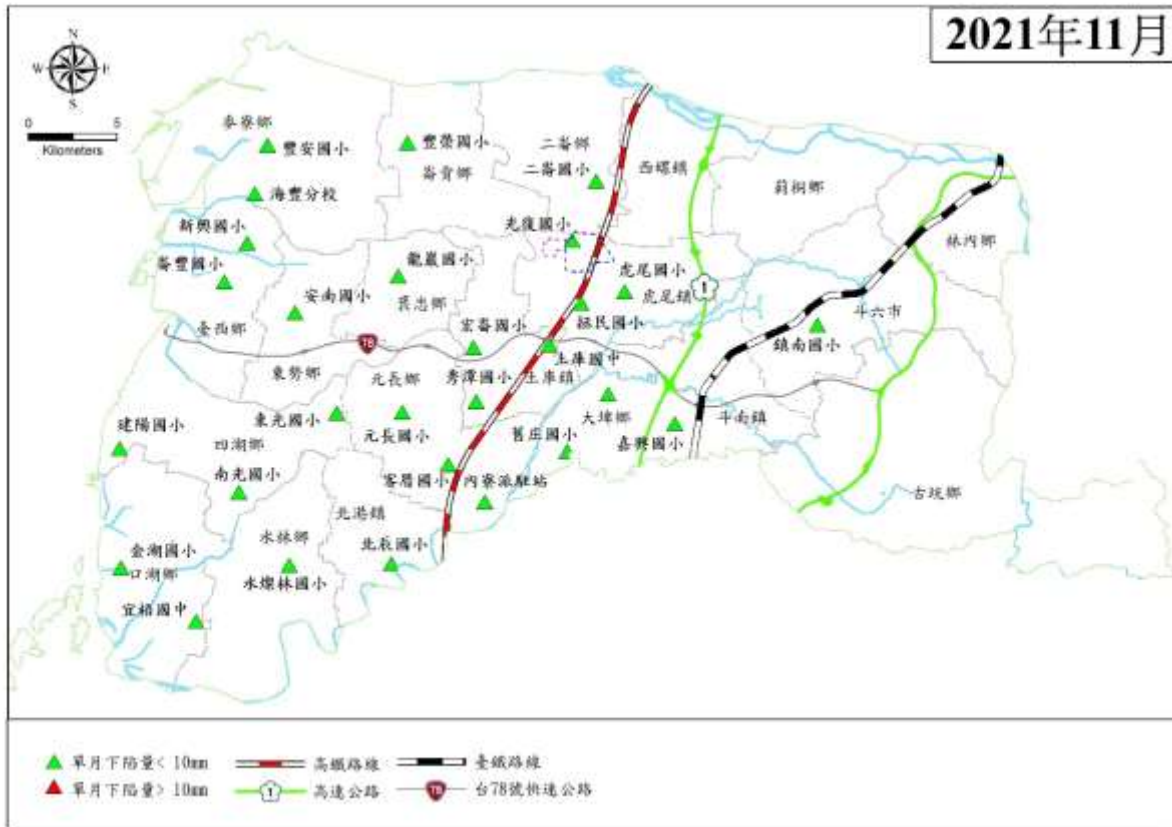 2021年11月
N
W
E
S
0
5
Kilometers
麥寮鄉
豐安國小
豐榮國小
崙背鄉
二崙鄉
二崙國小
西螺鎮
莿桐鄉
林內鄉
海豐分校
新興國小
崙豐國小
光復國小
龍巖國小
褒忠鄉
安南國小
臺西鄉
虎尾國小
虎尾鎮
1
拯民國小
斗六市
鎮南國小
宏崙國小
土庫國中
78
東勢鄉
元長鄉
秀潭國小
土庫鎮
大埤鄉
斗南鎮
東光國小
元長國小
舊庄國小
嘉興國小
建陽國小
四湖鄉
南光國小
客厝國小
內寮派駐站
古坑鄉
北港鎮
水林鄉
北辰國小
金湖國小
口湖鄉
水燦林國小
宜梧國中
單月下陷量< 10mm
高鐵路線
臺鐵路線
單月下陷量> 10mm
1
高速公路
78
台78號快速公路